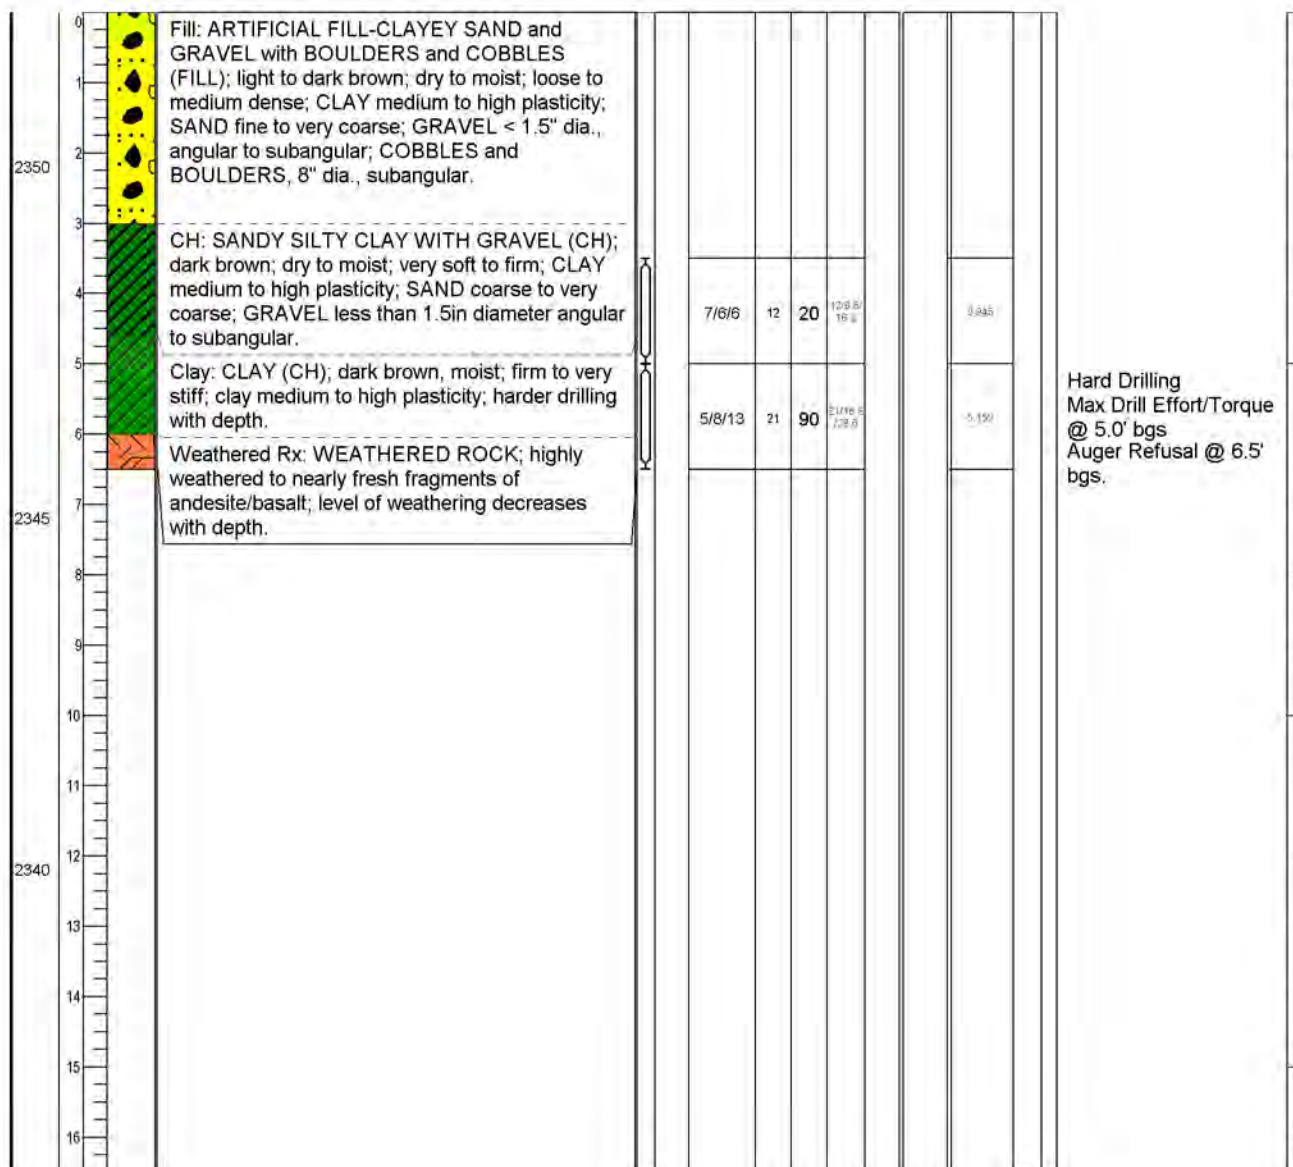 0
Fill: ARTIFICIAL FILL-CLAYEY SAND and
GRAVEL with BOULDERS and COBBLES
(FILL); light to dark brown; dry to moist; loose to
medium dense; CLAY medium to high plasticity;
SAND fine to very coarse; GRAVEL < 1.5" dia.,
angular to subangular; COBBLES and
BOULDERS, 8" dia., subangular.
1
2
2350
3
CH: SANDY SILTY CLAY WITH GRAVEL (CH);
dark brown; dry to moist; very soft to firm; CLAY
medium to high plasticity; SAND coarse to very
coarse; GRAVEL less than 1.5in diameter angular
to subangular.
4
7/6/6 12 20
5
Clay: CLAY (CH); dark brown, moist; firm to very
stiff; clay medium to high plasticity; harder drilling
with depth.
5/8/13 21 90
Hard Drilling
Max Drill Effort/Torque
@ 5.0' bgs
Auger Refusal @ 6.5'
bgs.
6
Weathered Rx: WEATHERED ROCK; highly
weathered to nearly fresh fragments of
andesite/basalt; level of weathering decreases
with depth.
7
2345
8
9
10
11
12
2340
13
14
15
16